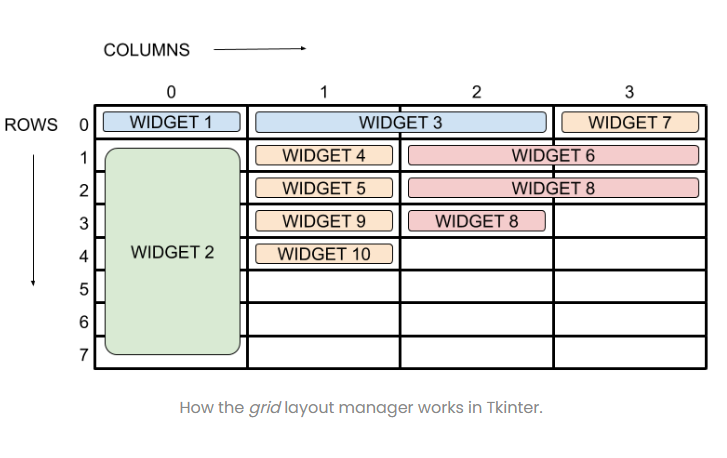 COLUMNS
0 1 2 3
ROWS 0 WIDGET 1 WIDGET 3 WIDGET 7
1 WIDGET 4 WIDGET 6
2 WIDGET 5 WIDGET 8
3 WIDGET 9 WIDGET 8
4 WIDGET 2 WIDGET 10
5
6
7
How the grid layout manager works in Tkinter.